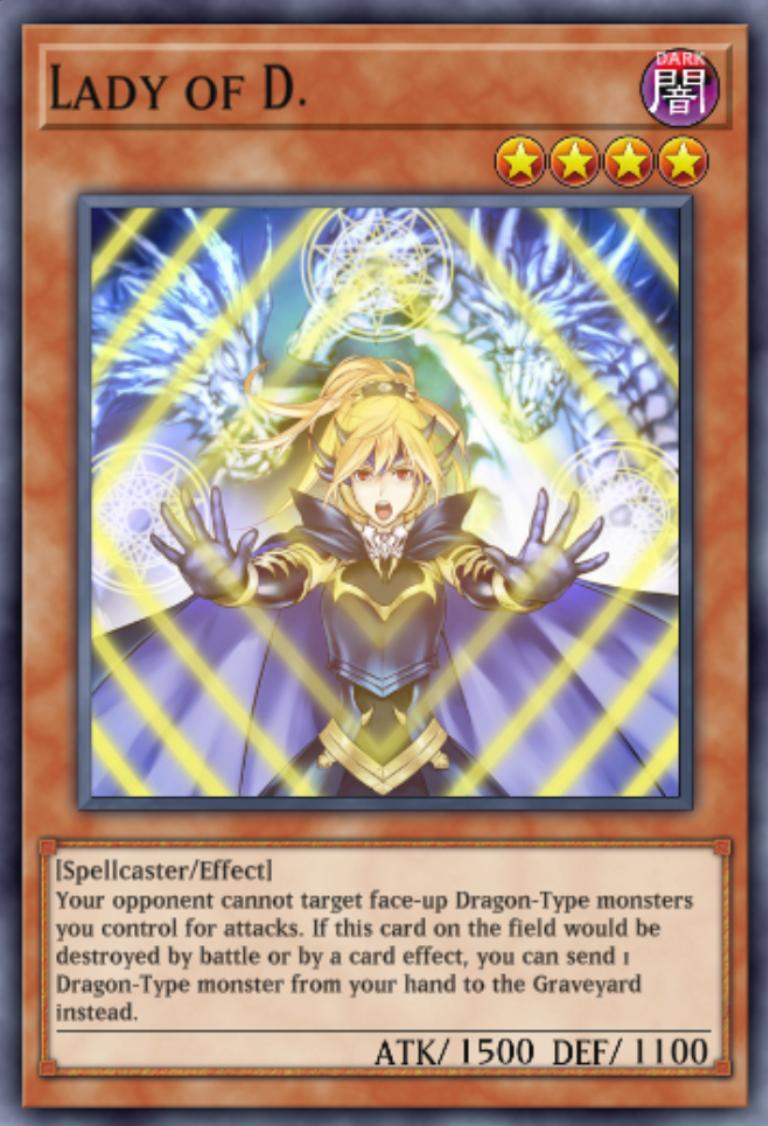 LADY OF D.
DARK
闇
[Spellcaster/Effect]
Your opponent cannot target face-up Dragon-Type monsters
you control for attacks. If this card on the field would be
destroyed by battle or by a card effect, you can send 1
Dragon-Type monster from your hand to the Graveyard
instead.
ATK/ 1500 DEF/ 1100